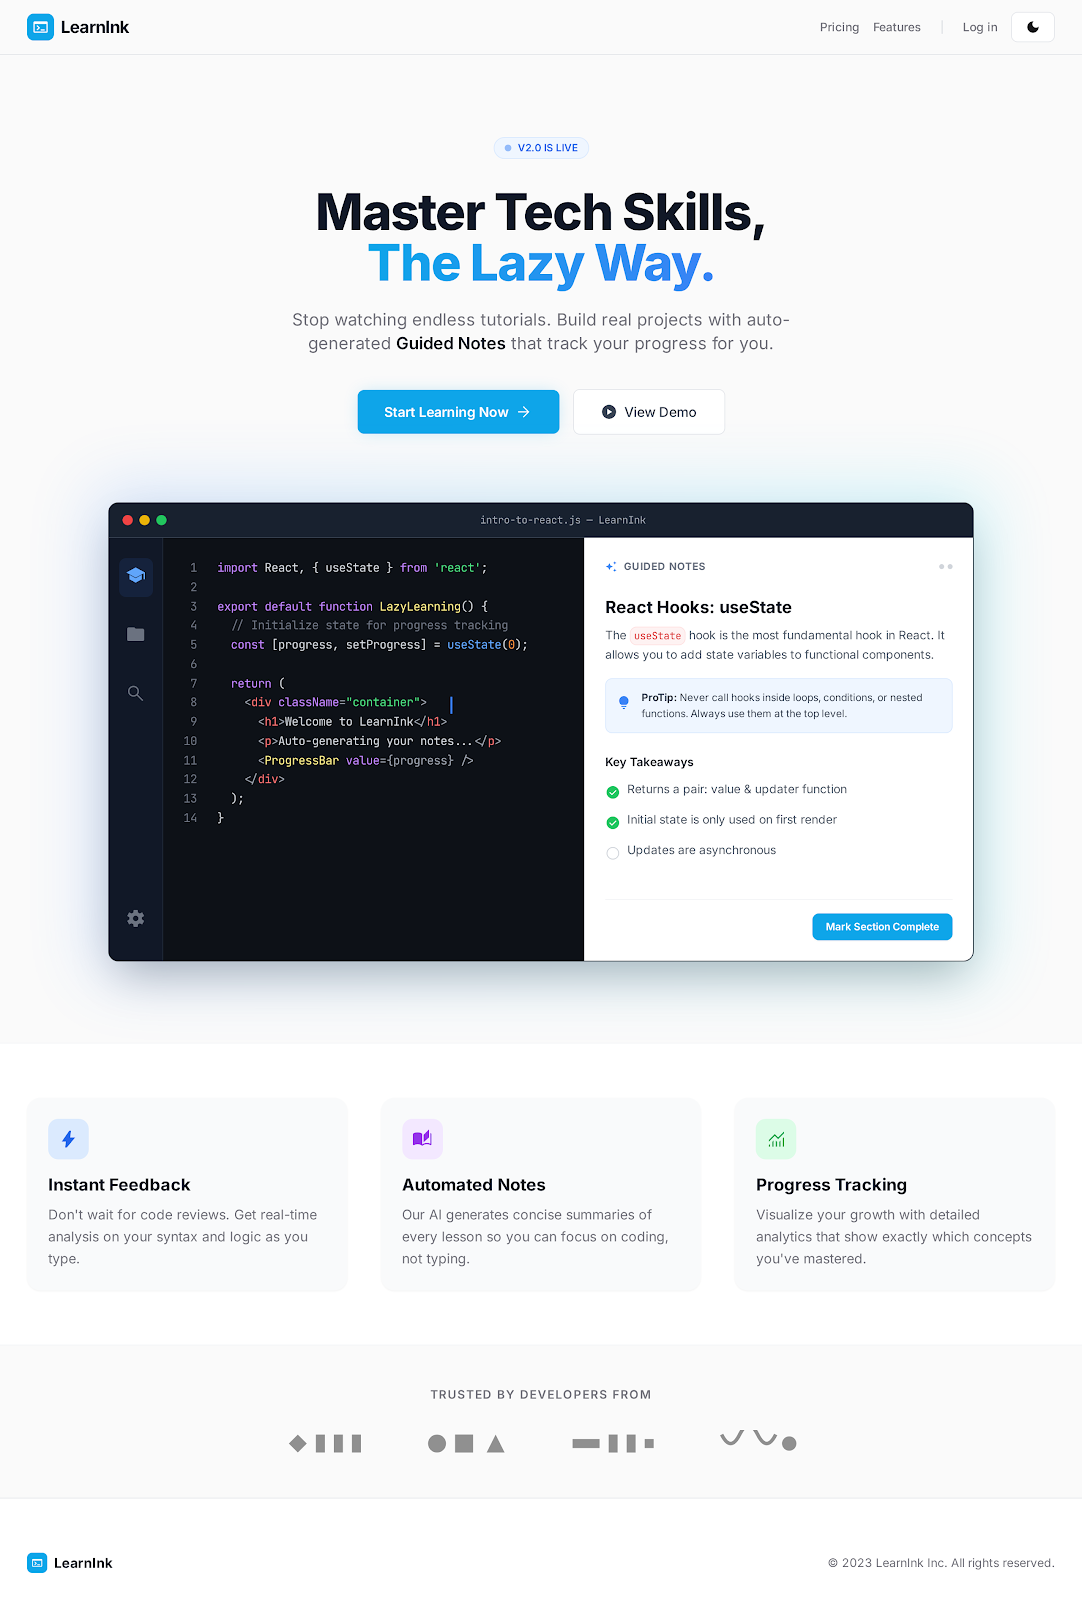 LearnInk
Pricing Features Log in
V2.0 IS LIVE
Master Tech Skills,
The Lazy Way.
Stop watching endless tutorials. Build real projects with auto-
generated Guided Notes that track your progress for you.
Start Learning Now →
View Demo
intro-to-react.js — LearnInk
1 import React, { useState } from 'react';
2
3 export default function LazyLearning() {
4 // Initialize state for progress tracking
5 const [progress, setProgress] = useState(0);
6
7 return (
8 <div className="container">
9 <h1>Welcome to LearnInk</h1>
10 <p>Auto-generating your notes...</p>
11 <ProgressBar value={progress} />
12 </div>
13 );
14 }
GUIDED NOTES
React Hooks: useState
The useState hook is the most fundamental hook in React. It
allows you to add state variables to functional components.
ProTip: Never call hooks inside loops, conditions, or nested
functions. Always use them at the top level.
Key Takeaways
Returns a pair: value & updater function
Initial state is only used on first render
Updates are asynchronous
Mark Section Complete
Instant Feedback
Don't wait for code reviews. Get real-time
analysis on your syntax and logic as you
type.
Automated Notes
Our AI generates concise summaries of
every lesson so you can focus on coding,
not typing.
Progress Tracking
Visualize your growth with detailed
analytics that show exactly which concepts
you've mastered.
TRUSTED BY DEVELOPERS FROM
LearnInk
© 2023 LearnInk Inc. All rights reserved.